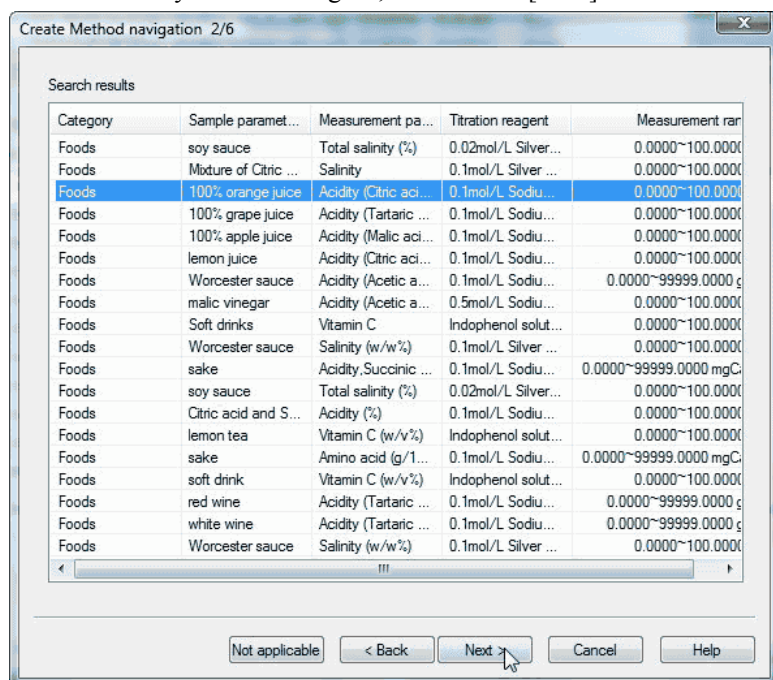 Create Method navigation 2/6
Search results
Category Sample paramet... Measurement pa... Titration reagent Measurement ran
Foods soy sauce Total salinity (%) 0.02mol/L Silver... 0.0000~100.0000
Foods Mixture of Citric ... Salinity 0.1mol/L Silver ... 0.0000~100.0000
Foods 100% orange juice Acidity (Citric aci... 0.1mol/L Sodiu... 0.0000~100.0000
Foods 100% grape juice Acidity (Tartaric ... 0.1mol/L Sodiu... 0.0000~100.0000
Foods 100% apple juice Acidity (Malic aci... 0.1mol/L Sodiu... 0.0000~100.0000
Foods lemon juice Acidity (Citric aci... 0.1mol/L Sodiu... 0.0000~100.0000
Foods Worcester sauce Acidity (Acetic a... 0.1mol/L Sodiu... 0.0000~99999.0000 g
Foods malic vinegar Acidity (Acetic a... 0.5mol/L Sodiu... 0.0000~100.0000
Foods Soft drinks Vitamin C Indophenol solut... 0.0000~100.0000
Foods Worcester sauce Salinity (w/w%) 0.1mol/L Silver ... 0.0000~100.0000
Foods sake Acidity,Succinic ... 0.1mol/L Sodiu... 0.0000~99999.0000 mgCa
Foods soy sauce Total salinity (%) 0.02mol/L Silver... 0.0000~100.0000
Foods Citric acid and S... Acidity (%) 0.1mol/L Sodiu... 0.0000~100.0000
Foods lemon tea Vitamin C (w/v%) Indophenol solut... 0.0000~100.0000
Foods sake Amino acid (g/1... 0.1mol/L Sodiu... 0.0000~99999.0000 mgCa
Foods soft drink Vitamin C (w/v%) Indophenol solut... 0.0000~100.0000
Foods red wine Acidity (Tartaric ... 0.1mol/L Sodiu... 0.0000~99999.0000 g
Foods white wine Acidity (Tartaric ... 0.1mol/L Sodiu... 0.0000~99999.0000 g
Foods Worcester sauce Salinity (w/w%) 0.1mol/L Silver ... 0.0000~100.0000
Not applicable < Back Next > Cancel Help